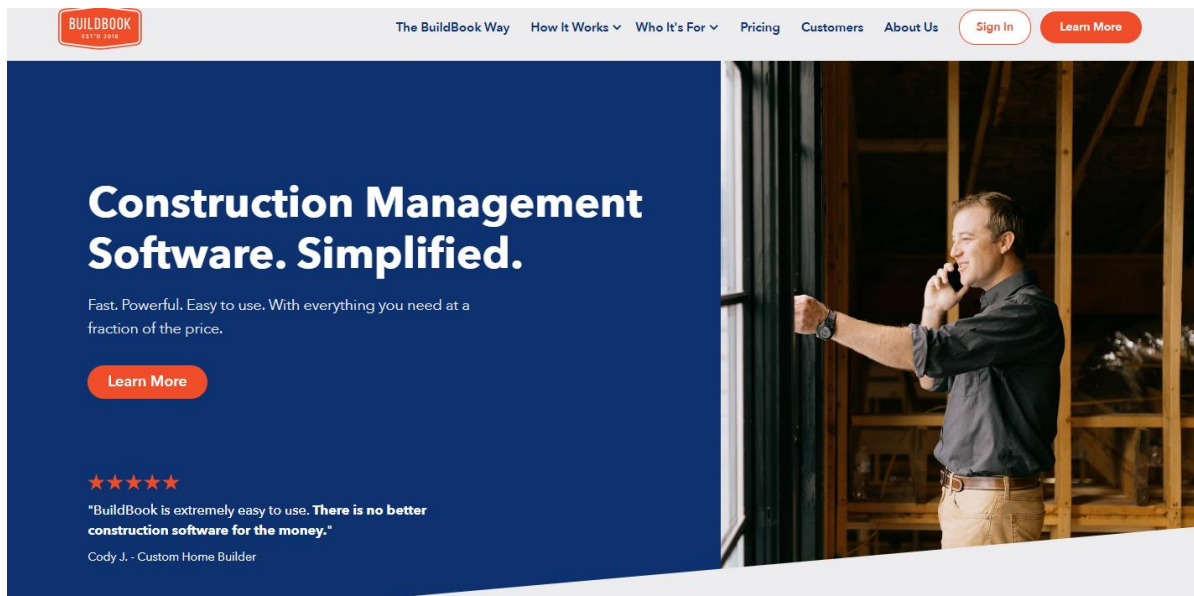 BUILDBOOK
EST'D 2018
The BuildBook Way
How It Works
Who It's For
Pricing
Customers
About Us
Sign In
Learn More
Construction Management
Software. Simplified.
Fast. Powerful. Easy to use. With everything you need at a
fraction of the price.
Learn More
"BuildBook is extremely easy to use. There is no better
construction software for the money."
Cody J. - Custom Home Builder